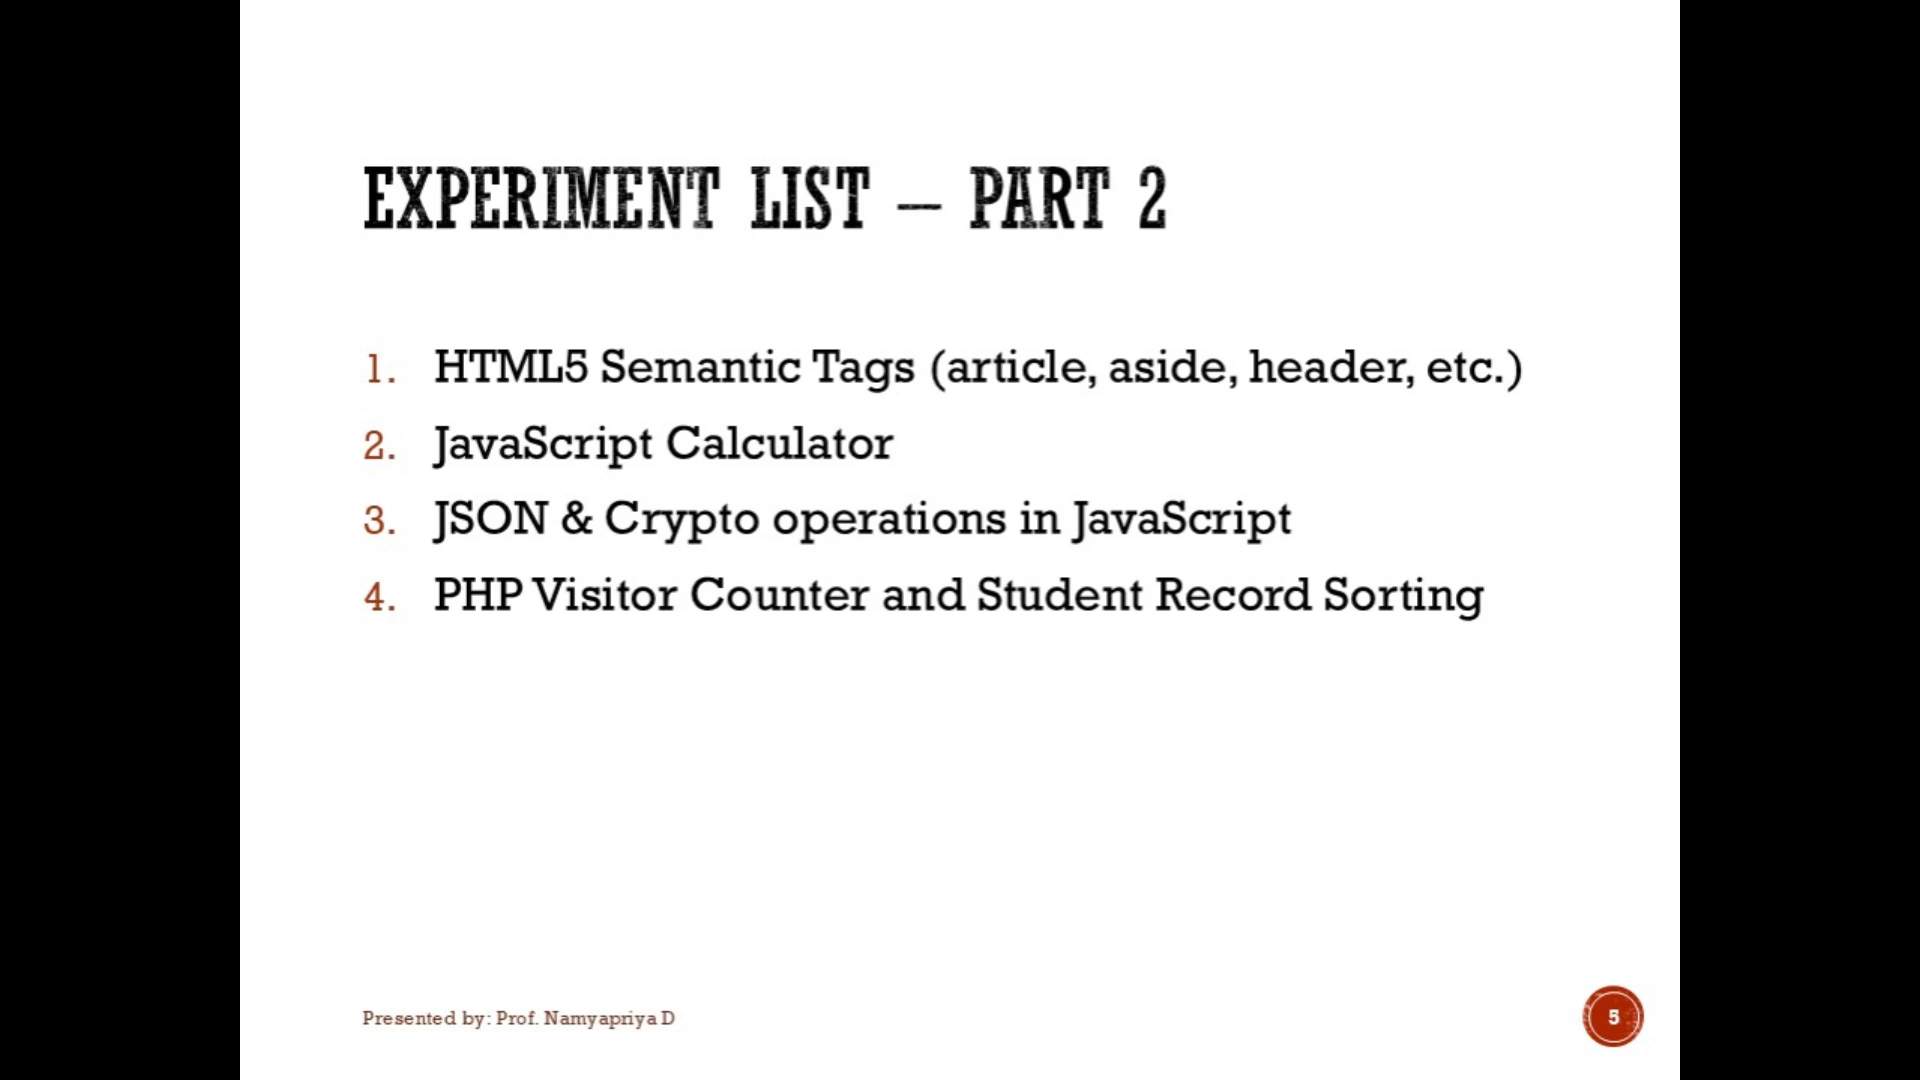 EXPERIMENT LIST – PART 2
1. HTML5 Semantic Tags (article, aside, header, etc.)
2. JavaScript Calculator
3. JSON & Crypto operations in JavaScript
4. PHP Visitor Counter and Student Record Sorting
Presented by: Prof. Namyapriya D
5